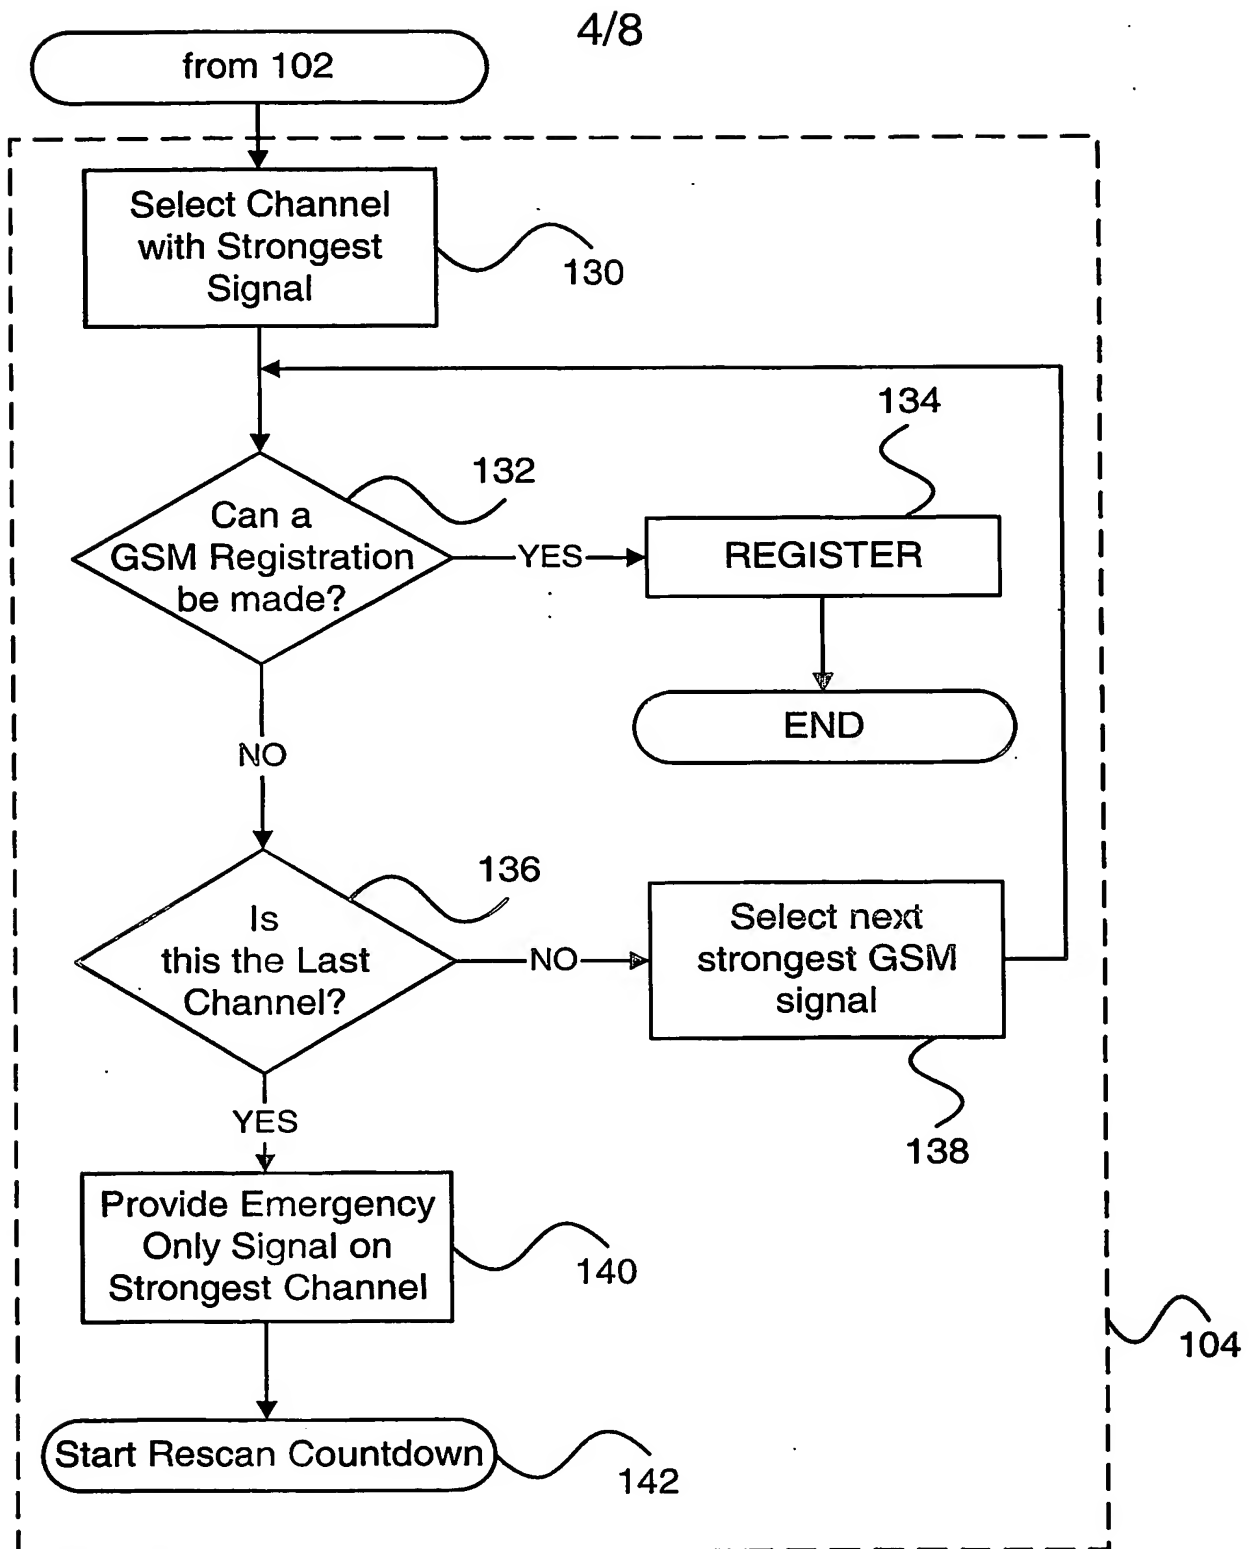 4/8
from 102
Select Channel
with Strongest
Signal
130
134
132
Can a
GSM Registration
be made?
YES
REGISTER
END
NO
136
Is
this the Last
Channel?
NO
Select next
strongest GSM
signal
138
YES
Provide Emergency
Only Signal on
Strongest Channel
140
104
Start Rescan Countdown
142